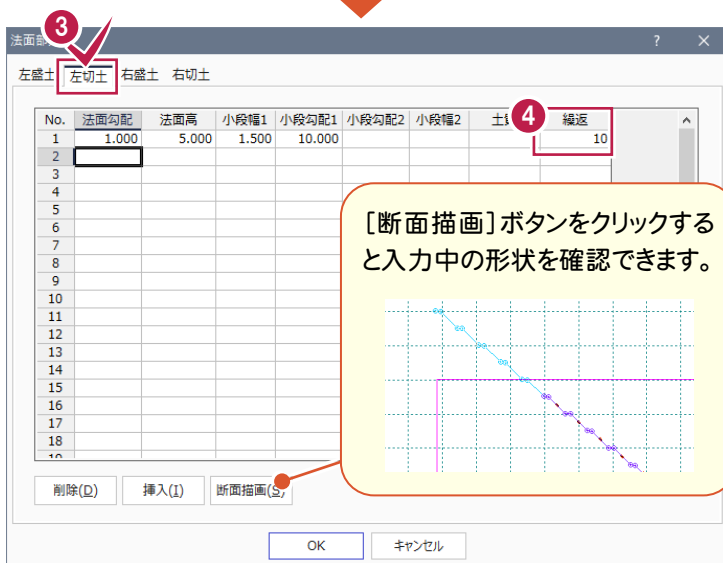 3
法面
? ×
左盛土 左切土 右盛土 右切土
No. 法面勾配 法面高 小段幅1 小段勾配1 小段勾配2 小段幅2 土 4 繰返
1 1.000 5.000 1.500 10.000 10
2
3
4
5
6
7
8
9
10
11
12
13
14
15
16
17
18
[断面描画]ボタンをクリックする
と入力中の形状を確認できます。
削除(D) 挿入(I) 断面描画(S)
OK キャンセル